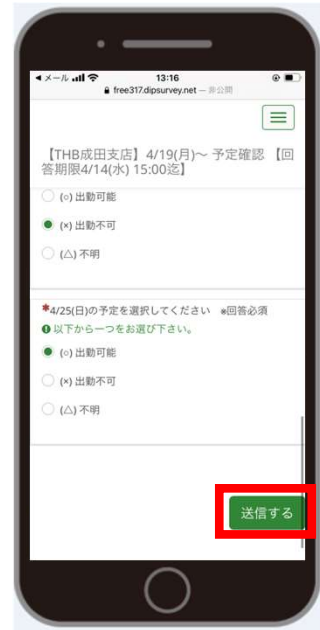 メール 13:16
free317.dipsurvey.net — 非公開
【THB成田支店】4/19(月)～ 予定確認 【回
答期限4/14(水) 15:00迄】
(○) 出勤可能
(×) 出勤不可
(△) 不明
*4/25(日)の予定を選択してください ※回答必須
以下から一つをお選び下さい。
(○) 出勤可能
(×) 出勤不可
(△) 不明
送信する